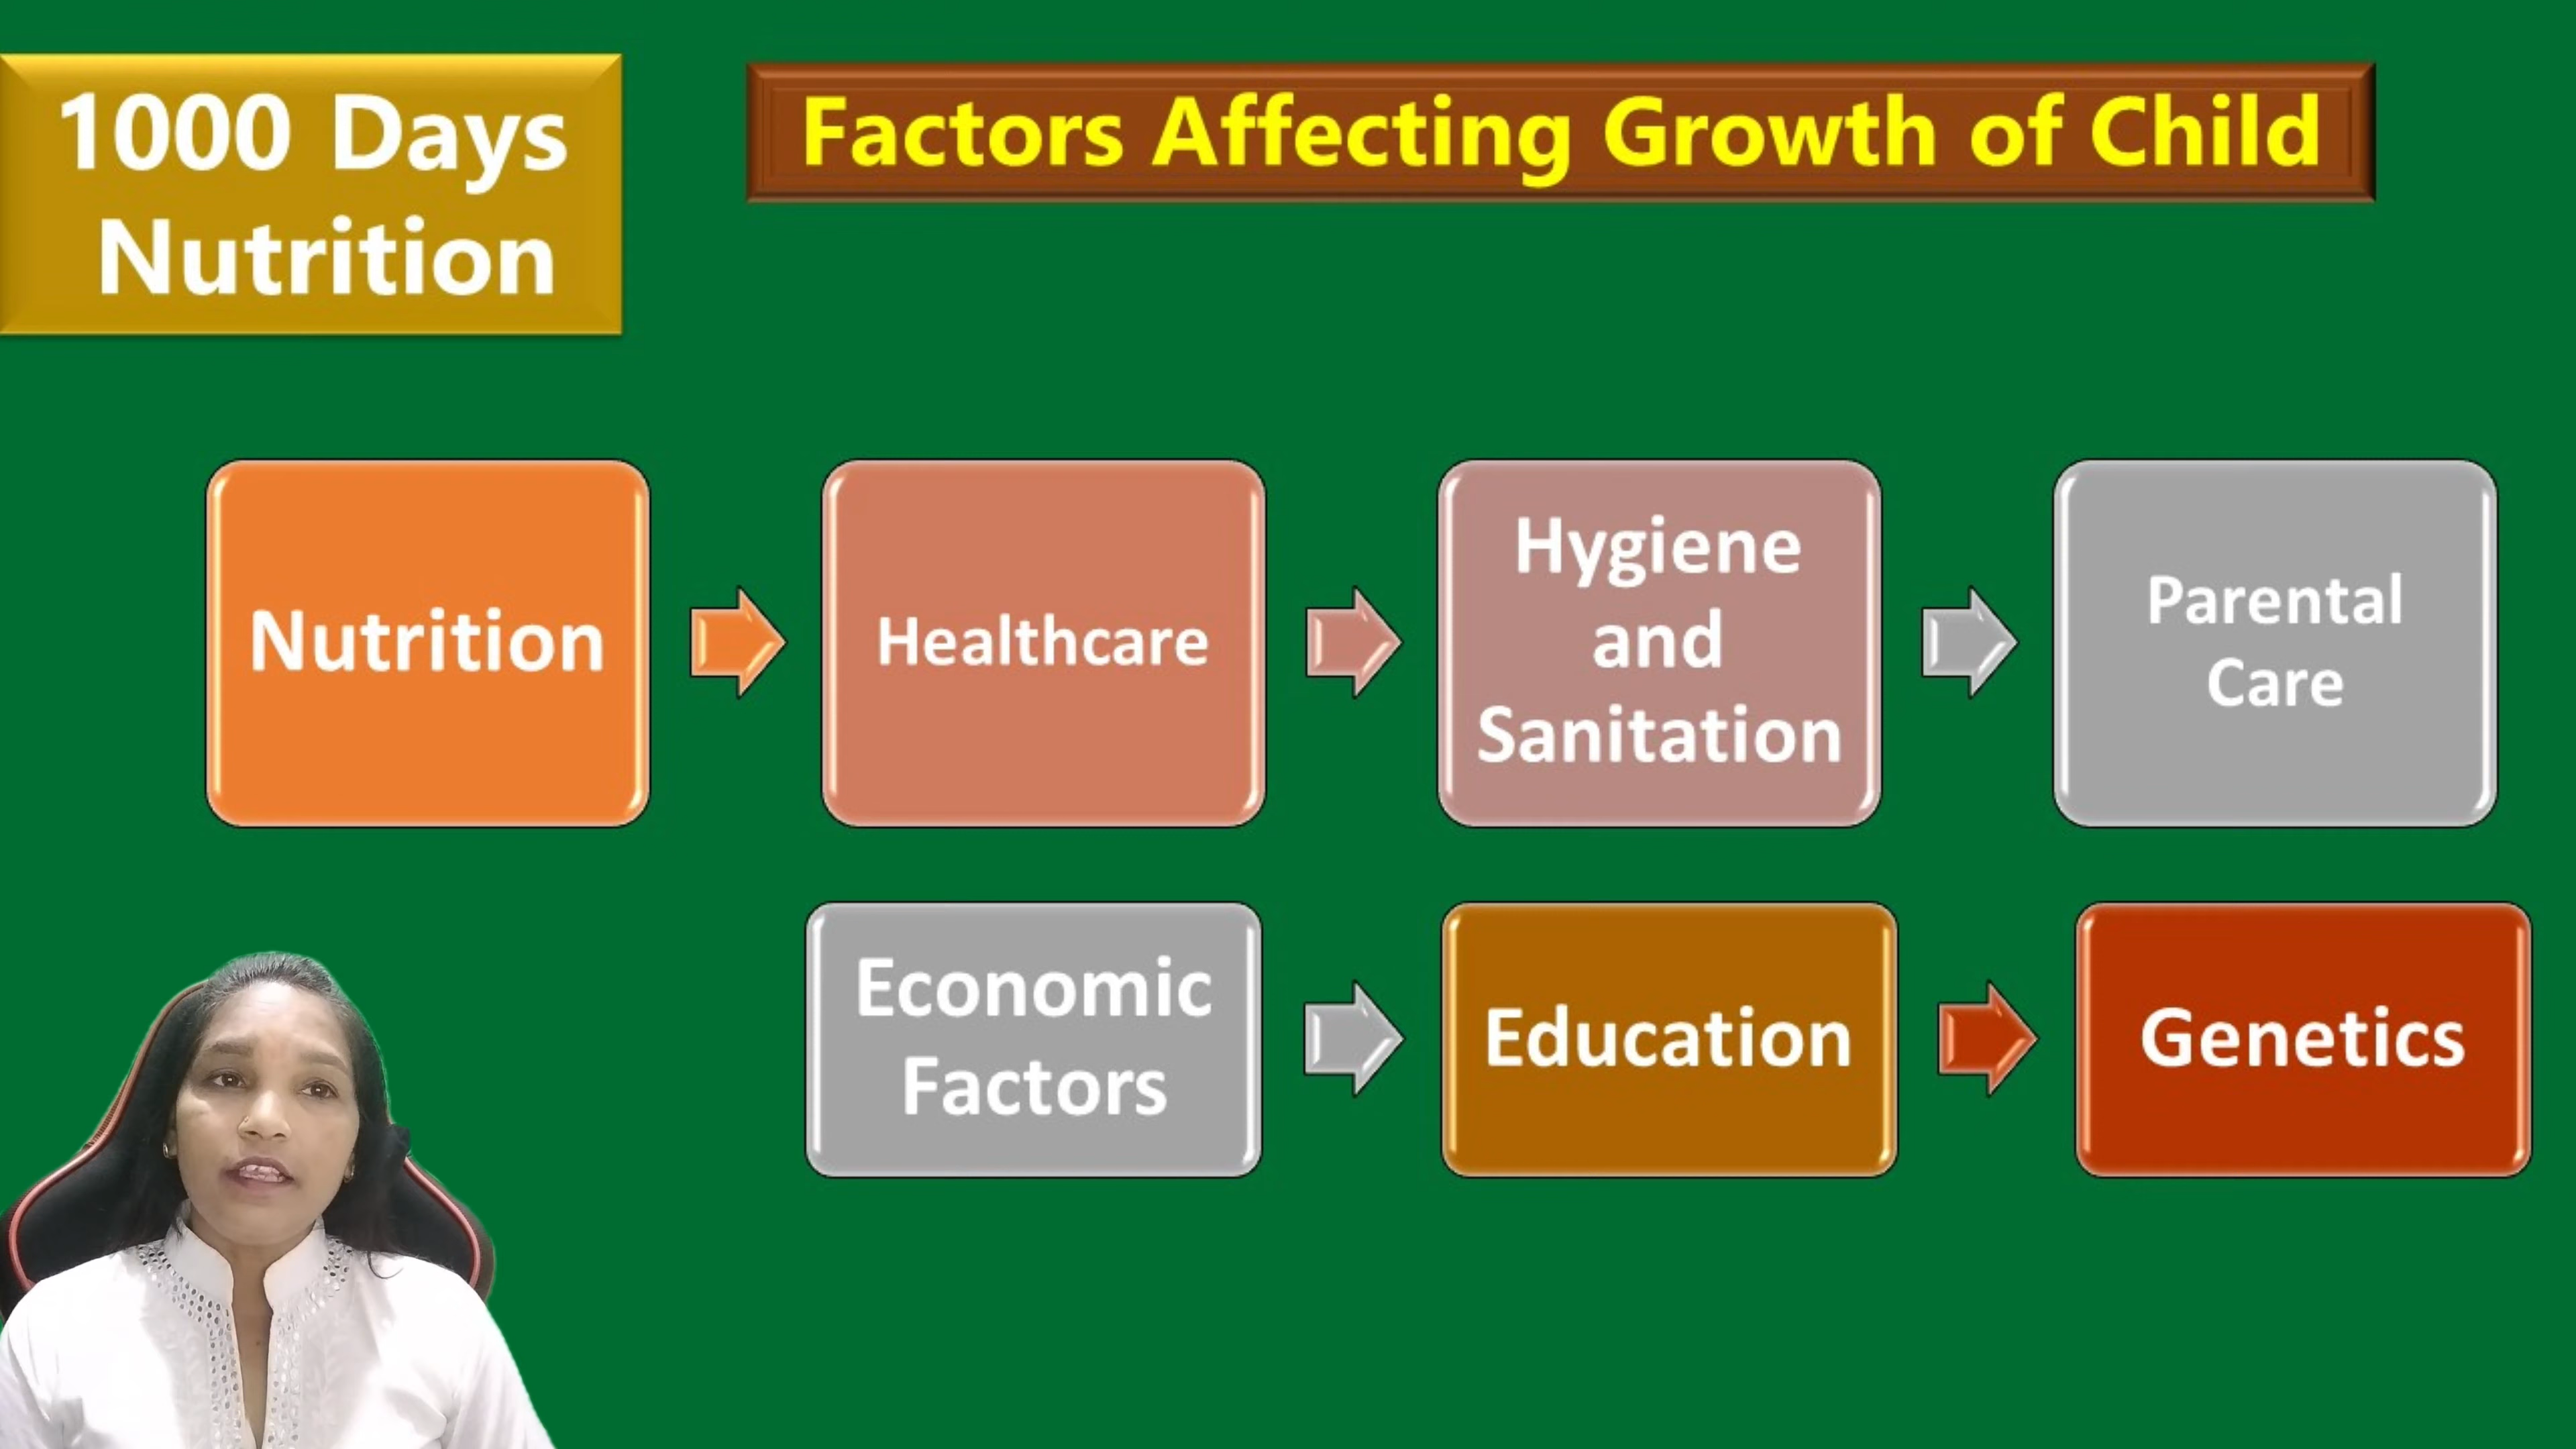 1000 Days
Nutrition
Factors Affecting Growth of Child
Nutrition
Healthcare
Hygiene
and
Sanitation
Parental
Care
Economic
Factors
Education
Genetics